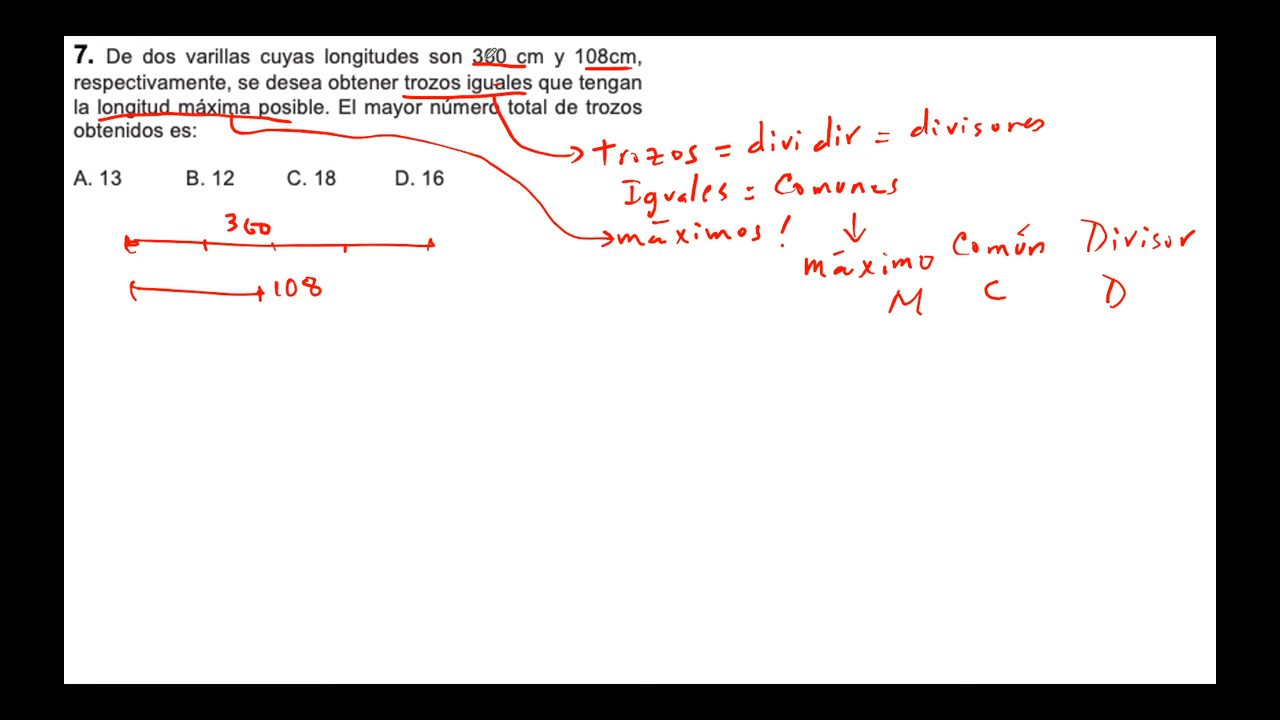 7. De dos varillas cuyas longitudes son 360 cm y 108cm,
respectivamente, se desea obtener trozos iguales que tengan
la longitud máxima posible. El mayor número total de trozos
obtenidos es:
A. 13 B. 12 C. 18 D. 16
360
108
trozos = dividir = divisores
Iguales = Comunes
máximos !
máximo Común Divisor
M C D